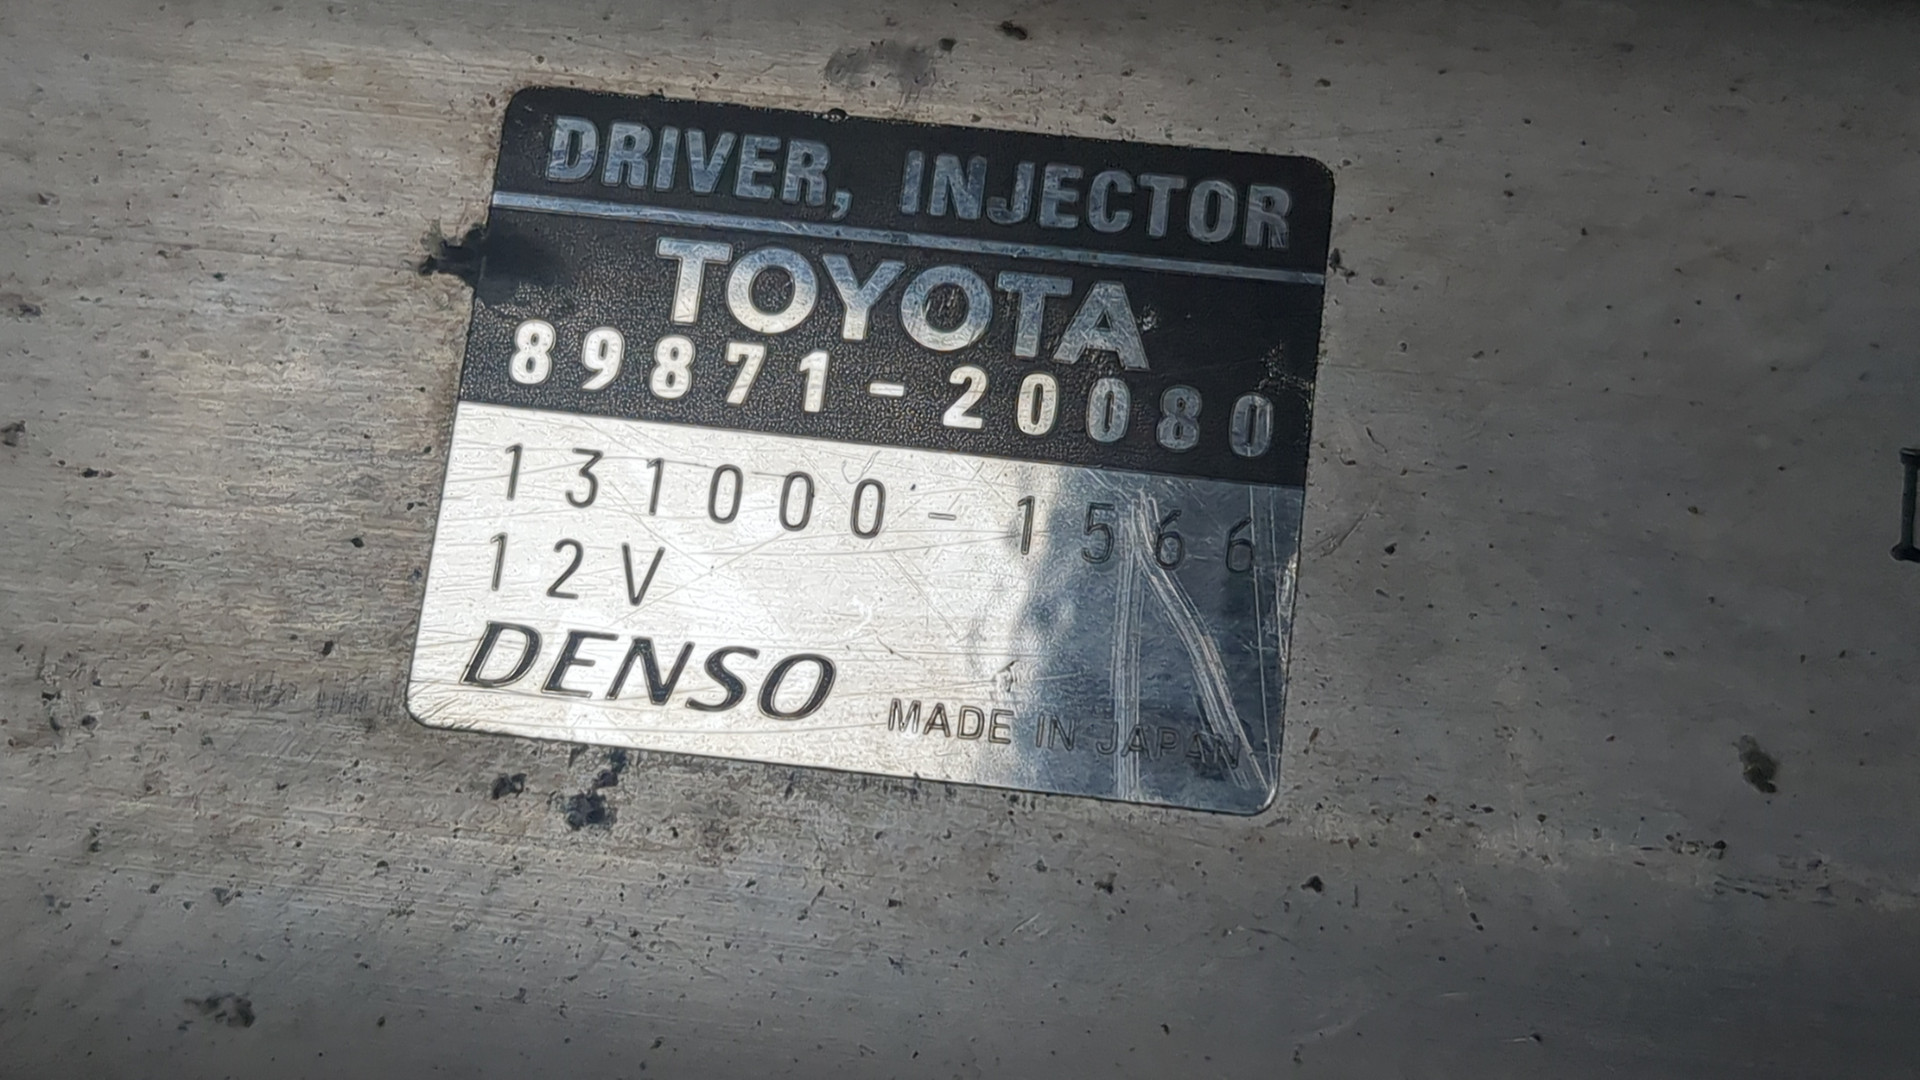 DRIVER, INJECTOR
TOYOTA
89871-20080
131000-1566
12V
DENSO
MADE IN JAPAN